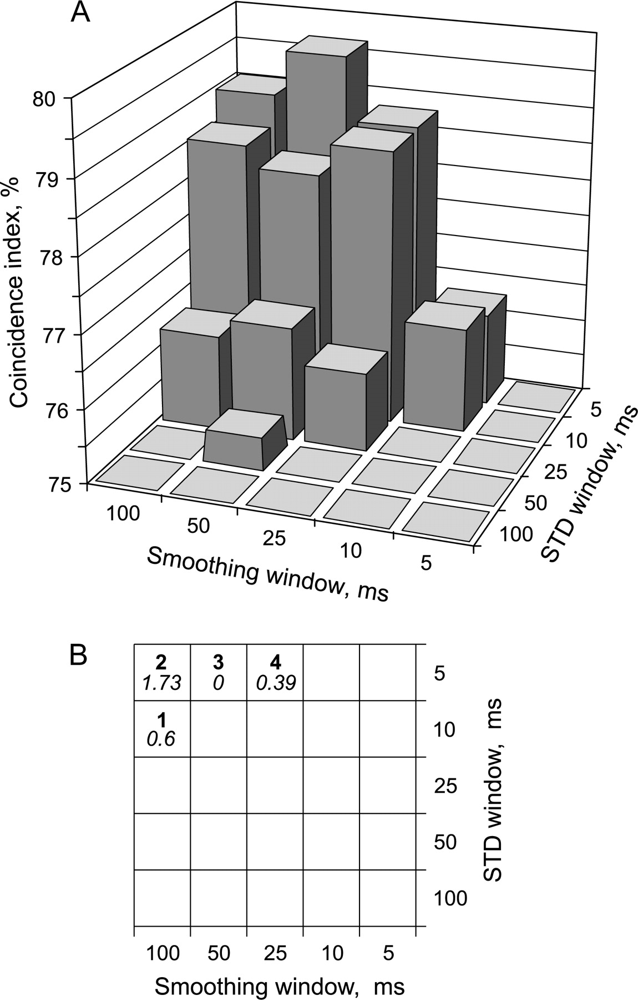 A
80
79
78
77
76
75
Coincidence index, %
100
50
25
10
5
Smoothing window, ms
5
10
25
50
100
STD window, ms
B
2 3 4
1.73 0 0.39
5
1
0.6
10
25
50
100
STD window, ms
100 50 25 10 5
Smoothing window, ms